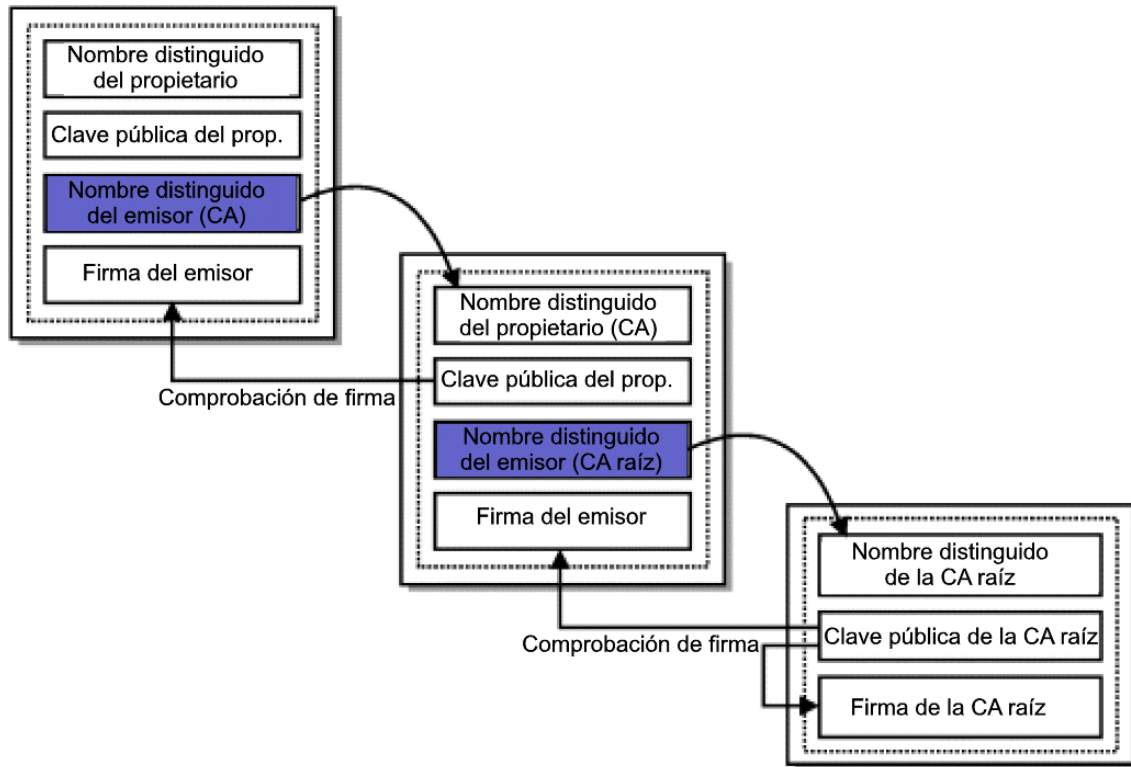 Nombre distinguido
del propietario
Clave pública del prop.
Nombre distinguido
del emisor (CA)
Firma del emisor
Comprobación de firma
Nombre distinguido
del propietario (CA)
Clave pública del prop.
Nombre distinguido
del emisor (CA raíz)
Firma del emisor
Comprobación de firma
Nombre distinguido
de la CA raíz
Clave pública de la CA raíz
Firma de la CA raíz